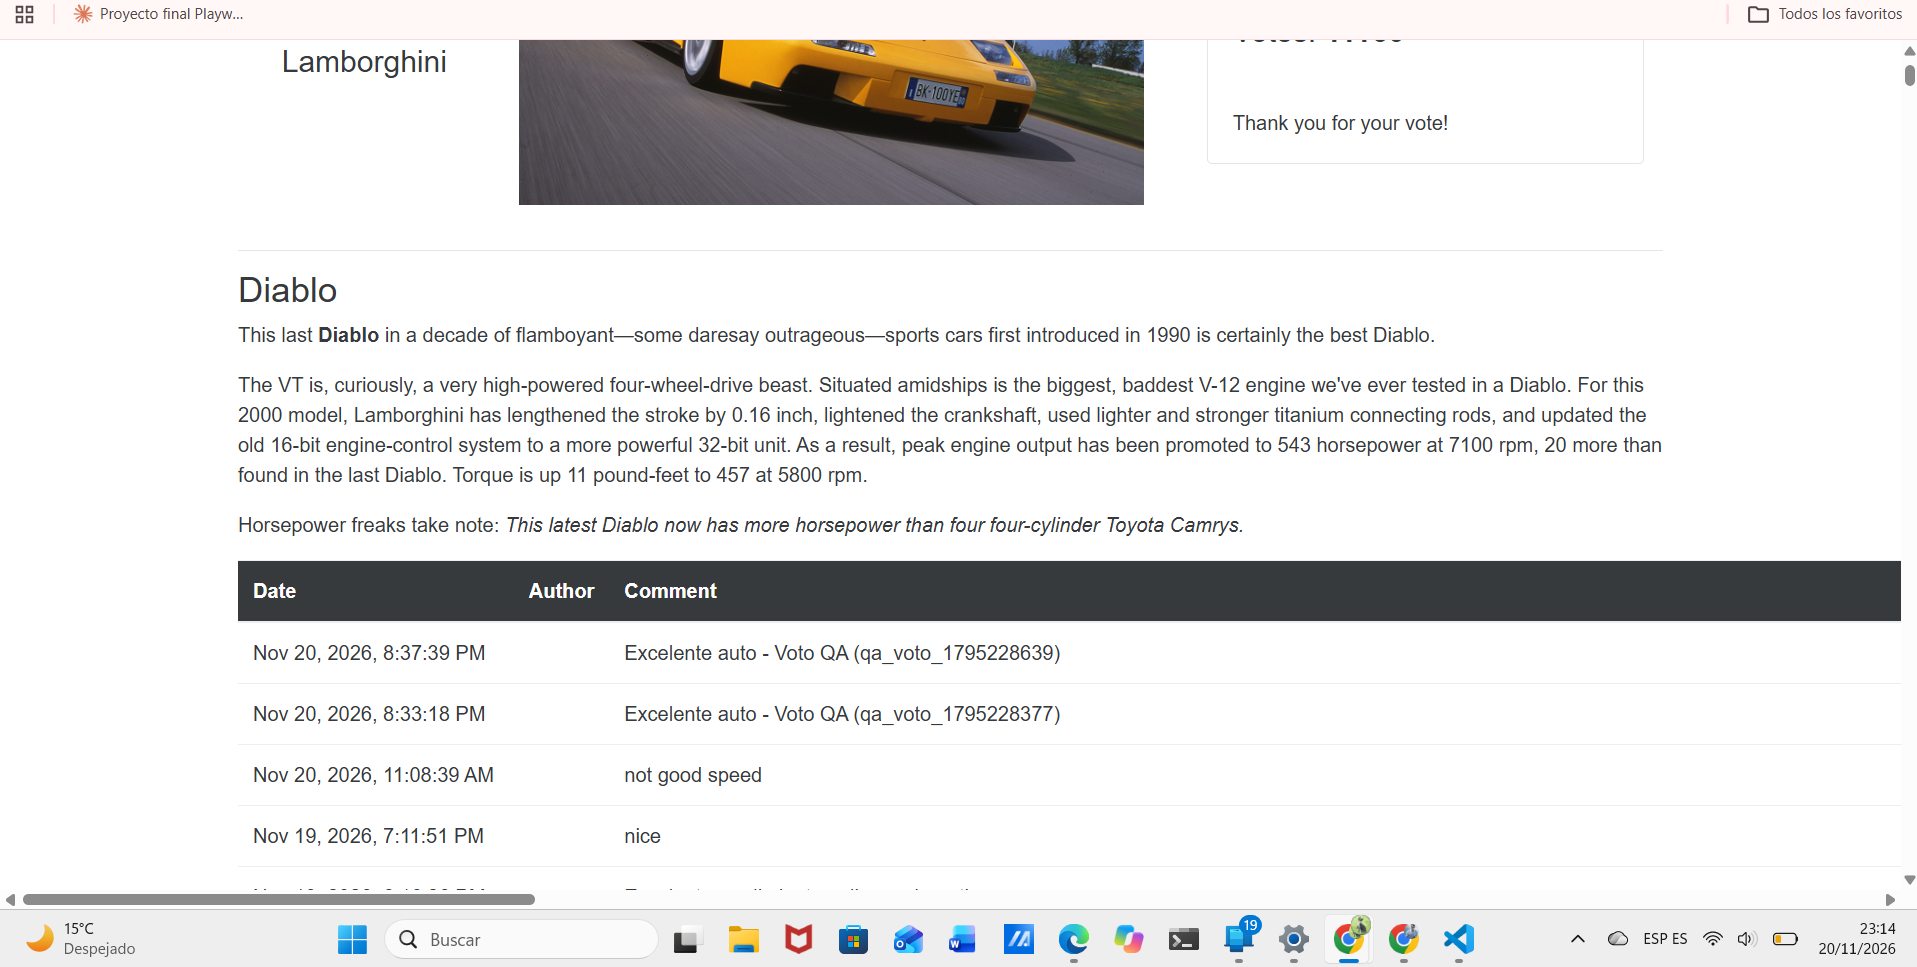 Proyecto final Playw...
Todos los favoritos
Lamborghini
BK·100YE
Thank you for your vote!
Diablo
This last Diablo in a decade of flamboyant—some daresay outrageous—sports cars first introduced in 1990 is certainly the best Diablo.
The VT is, curiously, a very high-powered four-wheel-drive beast. Situated amidships is the biggest, baddest V-12 engine we've ever tested in a Diablo. For this
2000 model, Lamborghini has lengthened the stroke by 0.16 inch, lightened the crankshaft, used lighter and stronger titanium connecting rods, and updated the
old 16-bit engine-control system to a more powerful 32-bit unit. As a result, peak engine output has been promoted to 543 horsepower at 7100 rpm, 20 more than
found in the last Diablo. Torque is up 11 pound-feet to 457 at 5800 rpm.
Horsepower freaks take note: This latest Diablo now has more horsepower than four four-cylinder Toyota Camrys.
Date Author Comment
Nov 20, 2026, 8:37:39 PM Excelente auto - Voto QA (qa_voto_1795228639)
Nov 20, 2026, 8:33:18 PM Excelente auto - Voto QA (qa_voto_1795228377)
Nov 20, 2026, 11:08:39 AM not good speed
Nov 19, 2026, 7:11:51 PM nice
15°C
Despejado
Buscar
19
ESP ES
23:14
20/11/2026